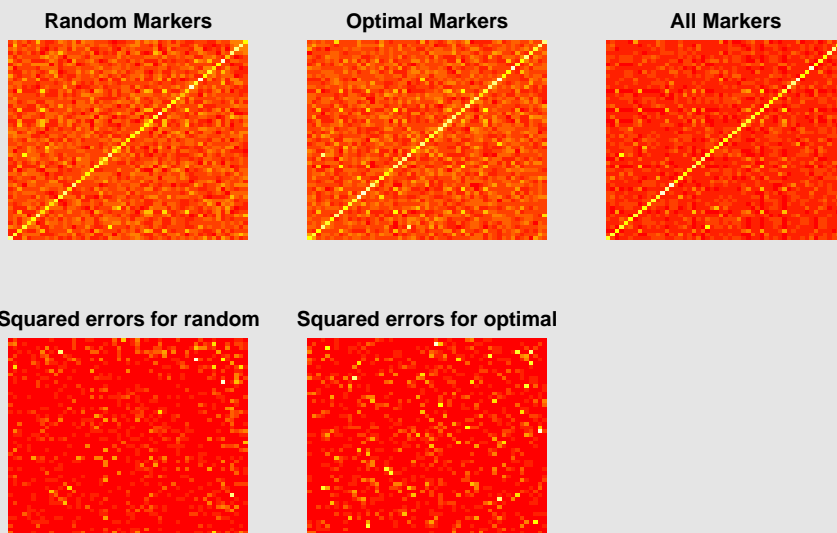 Random Markers
Optimal Markers
All Markers
Squared errors for random
Squared errors for optimal